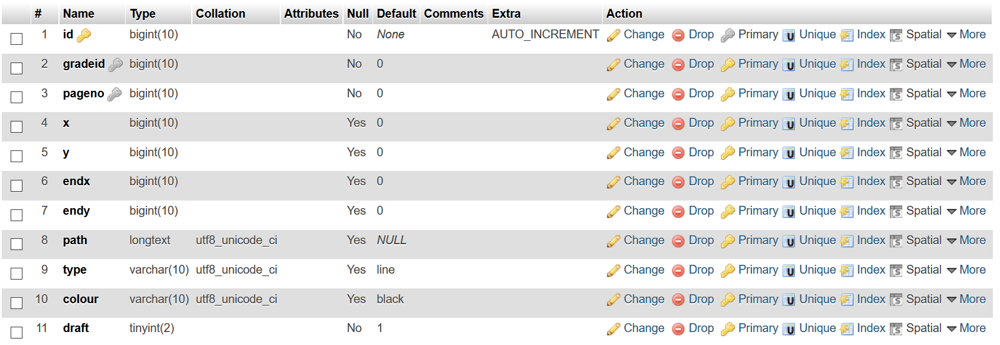 # Name Type Collation Attributes Null Default Comments Extra Action
1 id bigint(10) No None AUTO_INCREMENT Change Drop Primary Unique Index Spatial More
2 gradeid bigint(10) No 0 Change Drop Primary Unique Index Spatial More
3 pageno bigint(10) No 0 Change Drop Primary Unique Index Spatial More
4 x bigint(10) Yes 0 Change Drop Primary Unique Index Spatial More
5 y bigint(10) Yes 0 Change Drop Primary Unique Index Spatial More
6 endx bigint(10) Yes 0 Change Drop Primary Unique Index Spatial More
7 endy bigint(10) Yes 0 Change Drop Primary Unique Index Spatial More
8 path longtext utf8_unicode_ci Yes NULL Change Drop Primary Unique Index Spatial More
9 type varchar(10) utf8_unicode_ci Yes line Change Drop Primary Unique Index Spatial More
10 colour varchar(10) utf8_unicode_ci Yes black Change Drop Primary Unique Index Spatial More
11 draft tinyint(2) No 1 Change Drop Primary Unique Index Spatial More